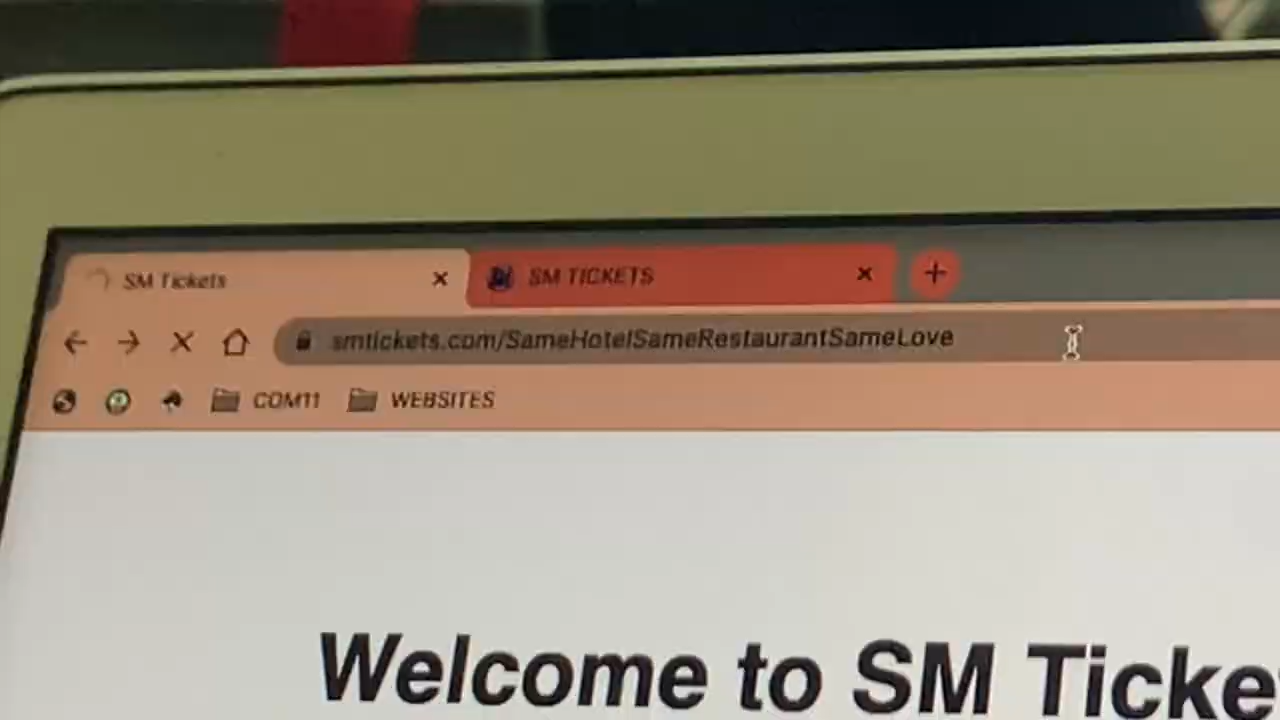 SM Tickets
SM TICKETS
smtickets.com/SameHotelSameRestaurantSameLove
COM11
WEBSITES
Welcome to SM Ticke